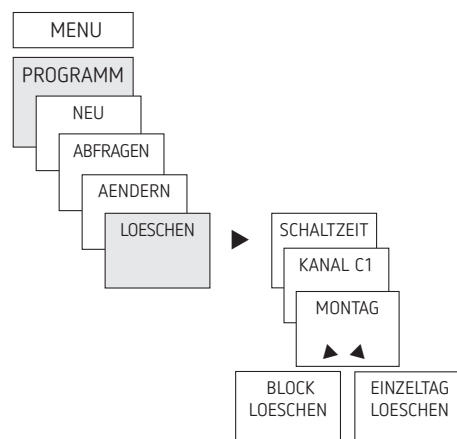 MENU
PROGRAMM
NEU
ABFRAGEN
AENDERN
LOESCHEN
SCHALTZEIT
KANAL C1
MONTAG
BLOCK
LOESCHEN
EINZELTAG
LOESCHEN